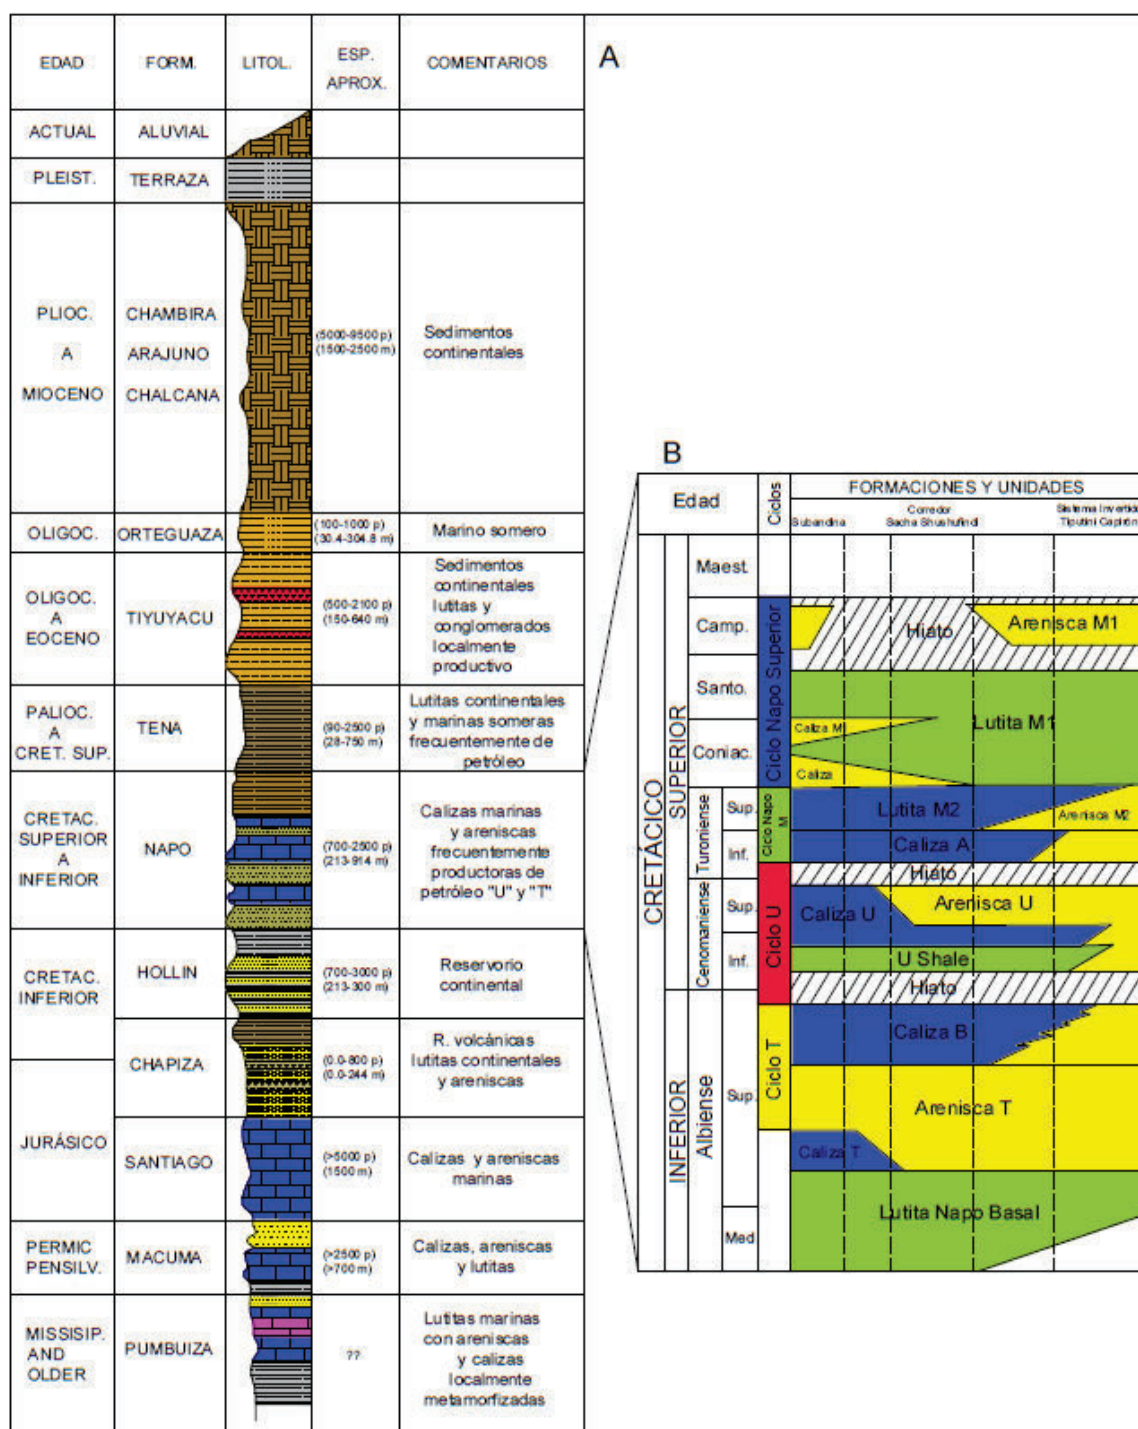 A
EDAD
FORM.
LITOL.
ESP.
APROX.
COMENTARIOS
ACTUAL
ALUVIAL
PLEIST.
TERRAZA
PLIOC.
A
MIOCENO
CHAMBIRA
ARAJUNO
CHALCANA
(5000-9500 p)
(1500-2500 m)
Sedimentos
continentales
OLIGOC.
ORTEGUAZA
(100-1000 p)
(30.4-304.8 m)
Marino somero
OLIGOC.
A
EOCENO
TIYUYACU
(500-2100 p)
(150-640 m)
Sedimentos
continentales
lutitas y
conglomerados
localmente
productivo
PALIOC.
A
CRET. SUP.
TENA
(90-2500 p)
(28-750 m)
Lutitas continentales
y marinas someras
frecuentemente de
petróleo
CRETAC.
SUPERIOR
A
INFERIOR
NAPO
(700-2500 p)
(213-914 m)
Calizas marinas
y areniscas
frecuentemente
productoras de
petróleo "U" y "T"
CRETAC.
INFERIOR
HOLLIN
(700-3000 p)
(213-300 m)
Reservorio
continental
CHAPIZA
(0.0-800 p)
(0.0-244 m)
R. volcánicas
lutitas continentales
y areniscas
JURÁSICO
SANTIAGO
(>5000 p)
(1500 m)
Calizas y areniscas
marinas
PERMIC
PENSILV.
MACUMA
(>2500 p)
(>700 m)
Calizas, areniscas
y lutitas
MISSISIP.
AND
OLDER
PUMBUIZA
??
Lutitas marinas
con areniscas
y calizas
localmente
metamorfizadas
B
Edad
Ciclos
FORMACIONES Y UNIDADES
Subandina
Corredor
Sacha Shushufindi
Sistema Invertido
Tiputini Capirón
CRETÁCICO
SUPERIOR
INFERIOR
Maest.
Camp.
Santo.
Coniac.
Turoniense
Sup.
Inf.
Cenomaniense
Sup.
Inf.
Albiense
Sup.
Med
Ciclo Napo Superior
Ciclo Napo
M
Ciclo U
Ciclo T
Hiato
Arenisca M1
Lutita M1
Caliza M1
Caliza
Lutita M2
Arenisca M2
Caliza A
Hiato
Arenisca U
Caliza U
U Shale
Hiato
Caliza B
Arenisca T
Caliza T
Lutita Napo Basal